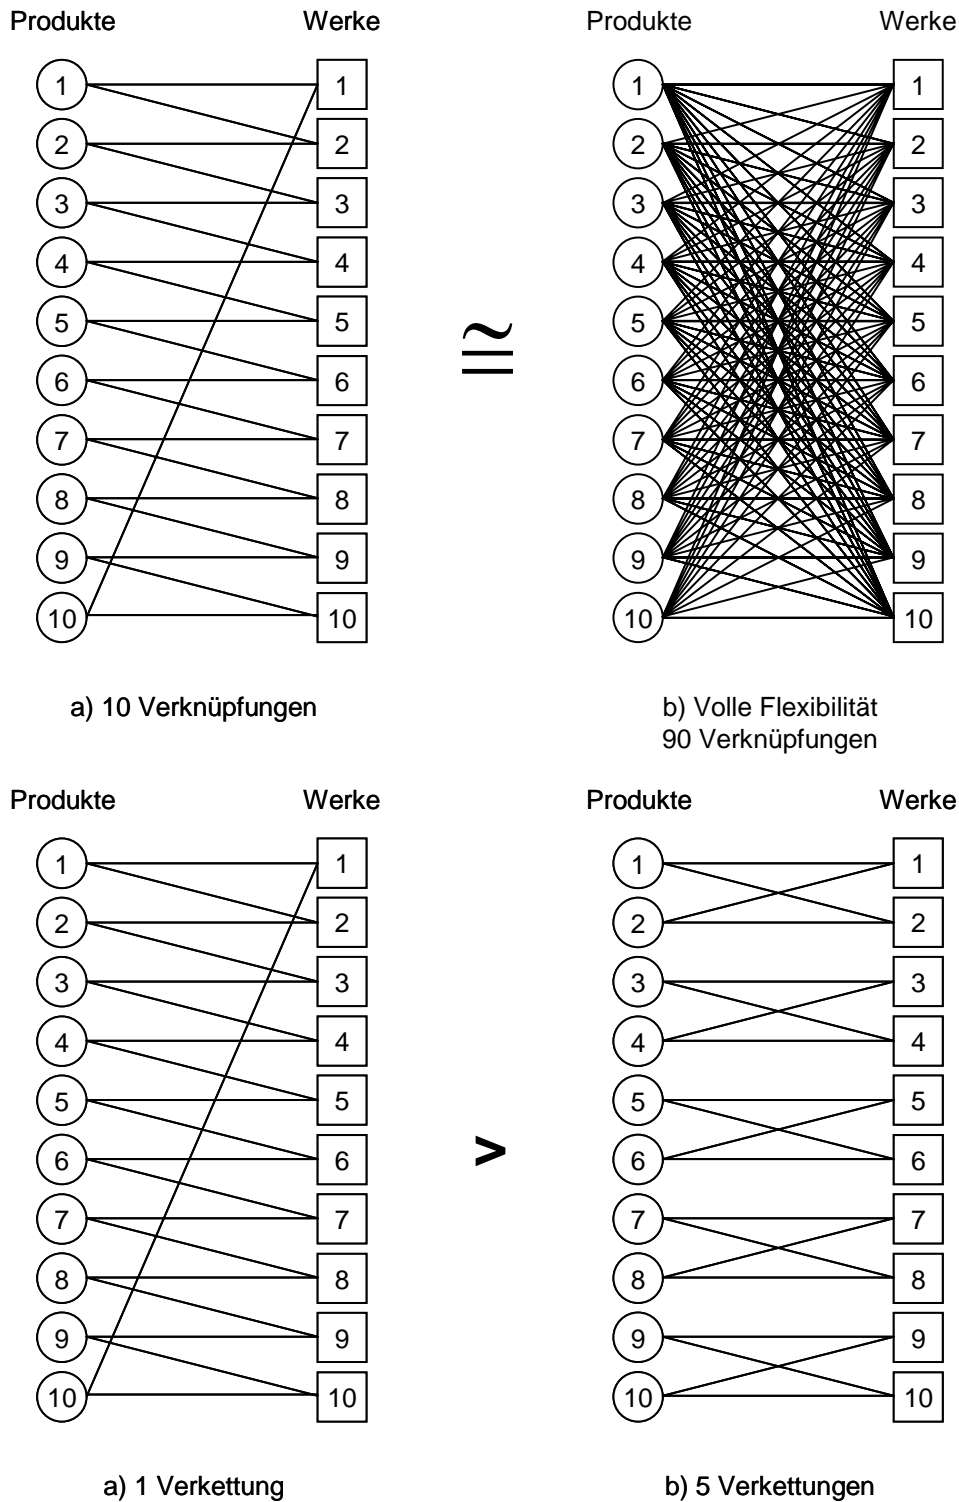 Produkte Werke Produkte Werke
1 1 1 1
2 2 2 2
3 3 3 3
4 4 4 4
5 5 5 5
6 6 6 6
7 7 7 7
8 8 8 8
9 9 9 9
10 10 10 10
≅
a) 10 Verknüpfungen
b) Volle Flexibilität
90 Verknüpfungen
Produkte Werke Produkte Werke
1 1 1 1
2 2 2 2
3 3 3 3
4 4 4 4
5 5 5 5
6 6 6 6
7 7 7 7
8 8 8 8
9 9 9 9
10 10 10 10
>
a) 1 Verkettung
b) 5 Verkettungen